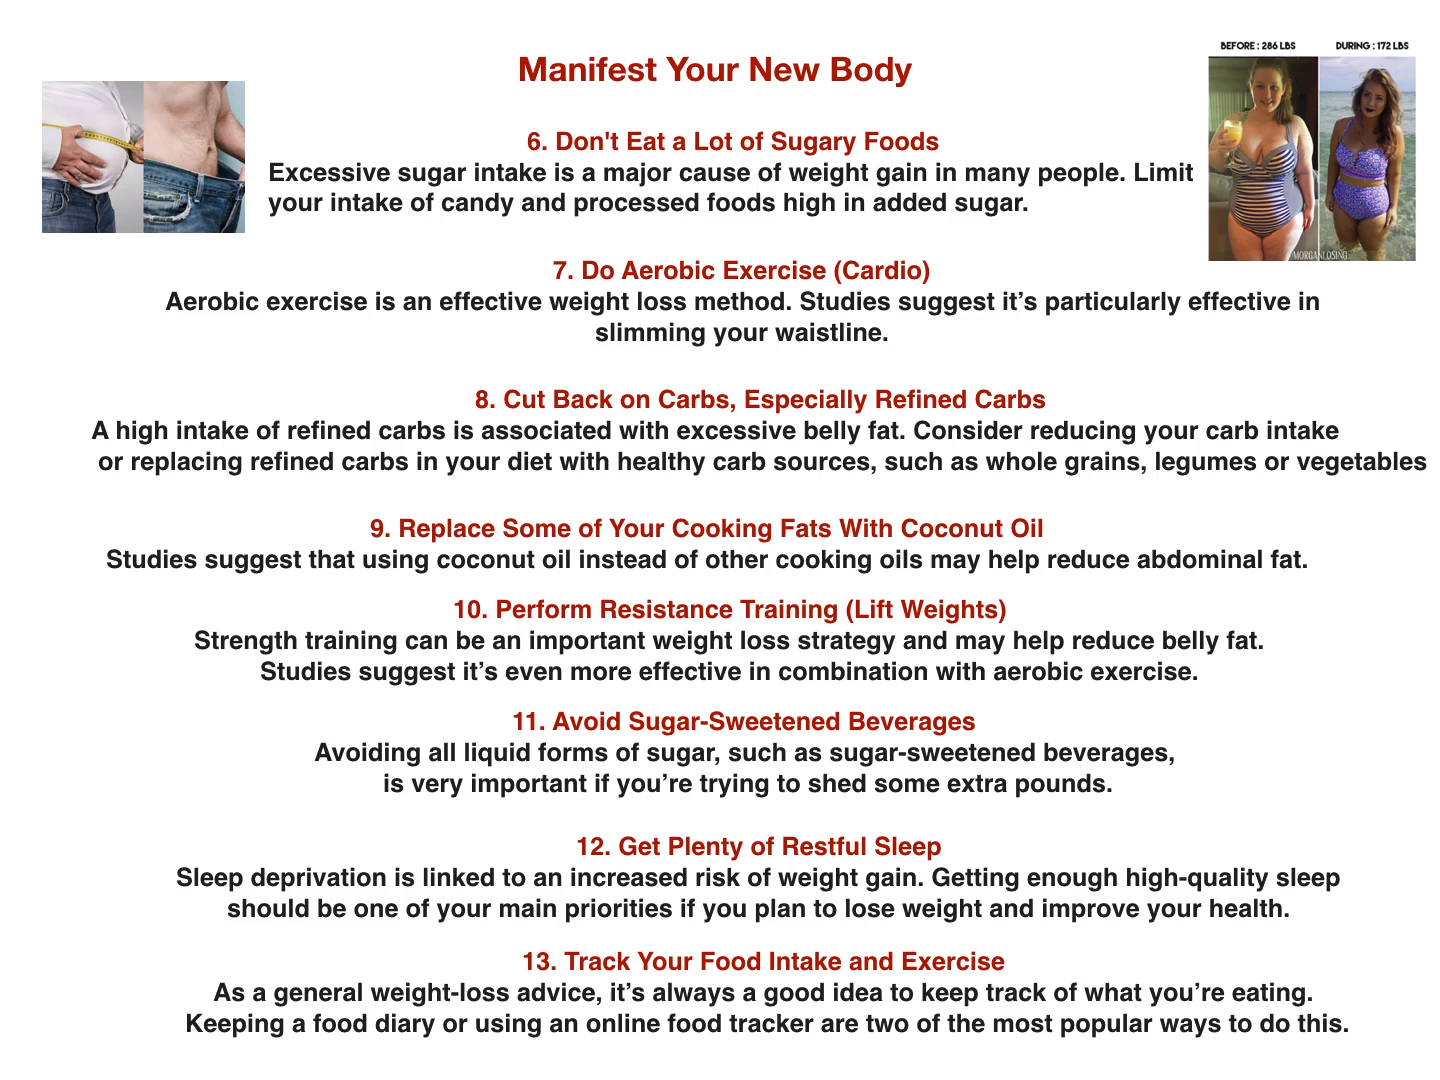 Manifest Your New Body
BEFORE : 286 LBS
DURING : 172 LBS
6. Don't Eat a Lot of Sugary Foods
Excessive sugar intake is a major cause of weight gain in many people. Limit
your intake of candy and processed foods high in added sugar.
/MORGANLOSING
7. Do Aerobic Exercise (Cardio)
Aerobic exercise is an effective weight loss method. Studies suggest it’s particularly effective in
slimming your waistline.
8. Cut Back on Carbs, Especially Refined Carbs
A high intake of refined carbs is associated with excessive belly fat. Consider reducing your carb intake
or replacing refined carbs in your diet with healthy carb sources, such as whole grains, legumes or vegetables
9. Replace Some of Your Cooking Fats With Coconut Oil
Studies suggest that using coconut oil instead of other cooking oils may help reduce abdominal fat.
10. Perform Resistance Training (Lift Weights)
Strength training can be an important weight loss strategy and may help reduce belly fat.
Studies suggest it’s even more effective in combination with aerobic exercise.
11. Avoid Sugar-Sweetened Beverages
Avoiding all liquid forms of sugar, such as sugar-sweetened beverages,
is very important if you’re trying to shed some extra pounds.
12. Get Plenty of Restful Sleep
Sleep deprivation is linked to an increased risk of weight gain. Getting enough high-quality sleep
should be one of your main priorities if you plan to lose weight and improve your health.
13. Track Your Food Intake and Exercise
As a general weight-loss advice, it’s always a good idea to keep track of what you’re eating.
Keeping a food diary or using an online food tracker are two of the most popular ways to do this.